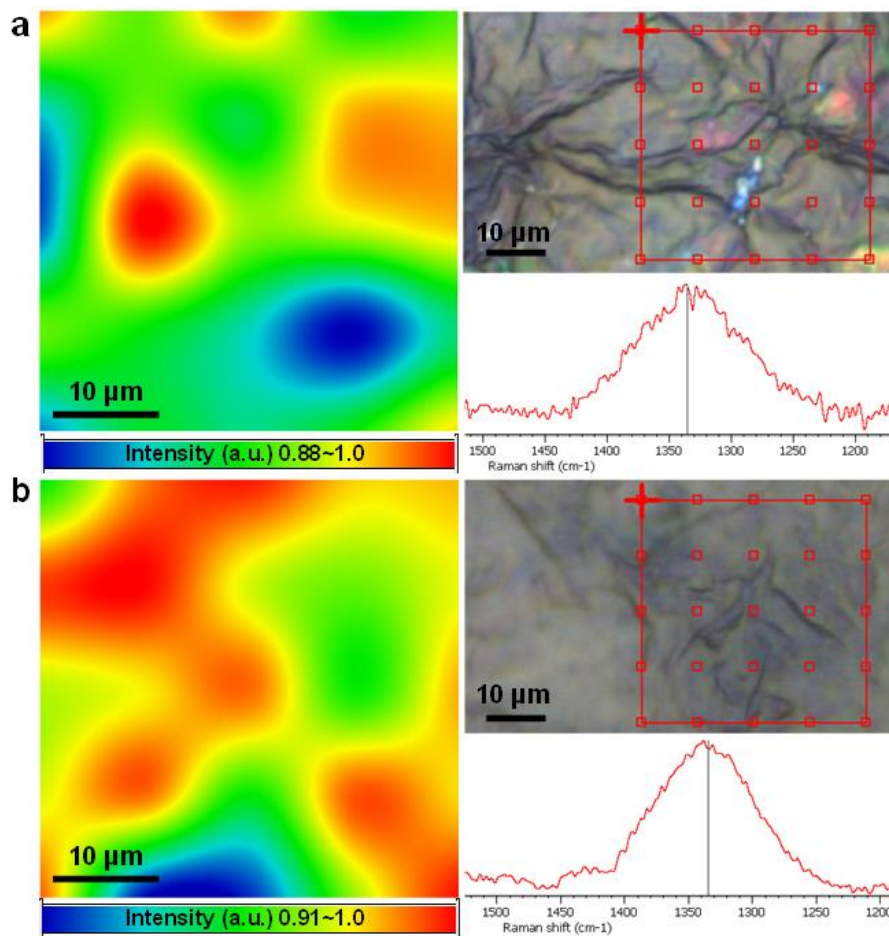 a
10 µm
10 µm
Intensity (a.u.) 0.88~1.0
1500 1450 1400 1350 1300 1250 1200
Raman shift (cm-1)
b
10 µm
10 µm
Intensity (a.u.) 0.91~1.0
1500 1450 1400 1350 1300 1250 1200
Raman shift (cm-1)